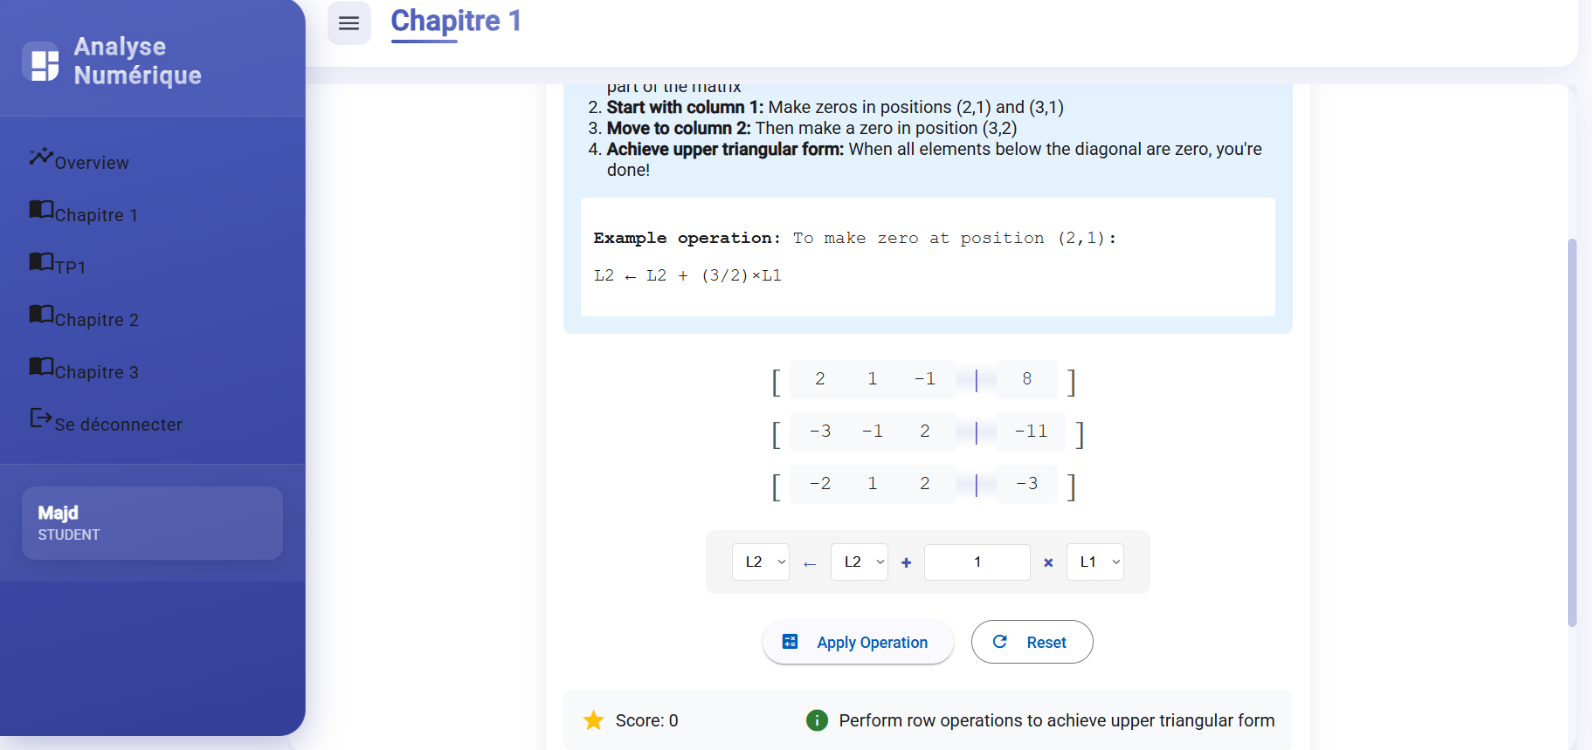 Analyse
Numérique
Overview
Chapitre 1
TP1
Chapitre 2
Chapitre 3
Se déconnecter
Majd
STUDENT
Chapitre 1
part of the matrix
2. Start with column 1: Make zeros in positions (2,1) and (3,1)
3. Move to column 2: Then make a zero in position (3,2)
4. Achieve upper triangular form: When all elements below the diagonal are zero, you're
done!
Example operation: To make zero at position (2,1):
L2 ← L2 + (3/2)×L1
[ 2 1 -1 | 8 ]
[ -3 -1 2 | -11 ]
[ -2 1 2 | -3 ]
L2 ← L2 + 1 × L1
Apply Operation
Reset
Score: 0
Perform row operations to achieve upper triangular form